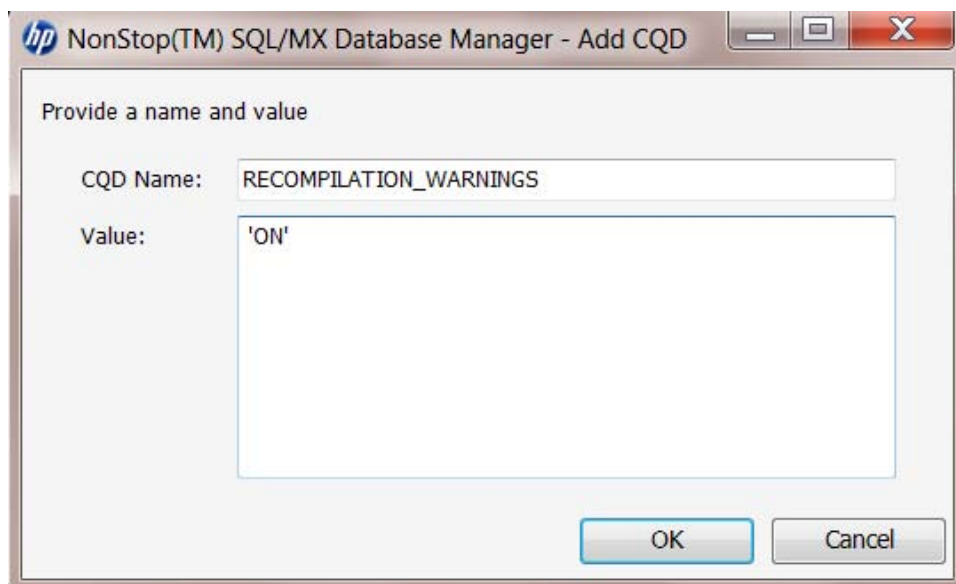 hp NonStop(TM) SQL/MX Database Manager - Add CQD
Provide a name and value
CQD Name: RECOMPILATION_WARNINGS
Value: 'ON'
OK Cancel